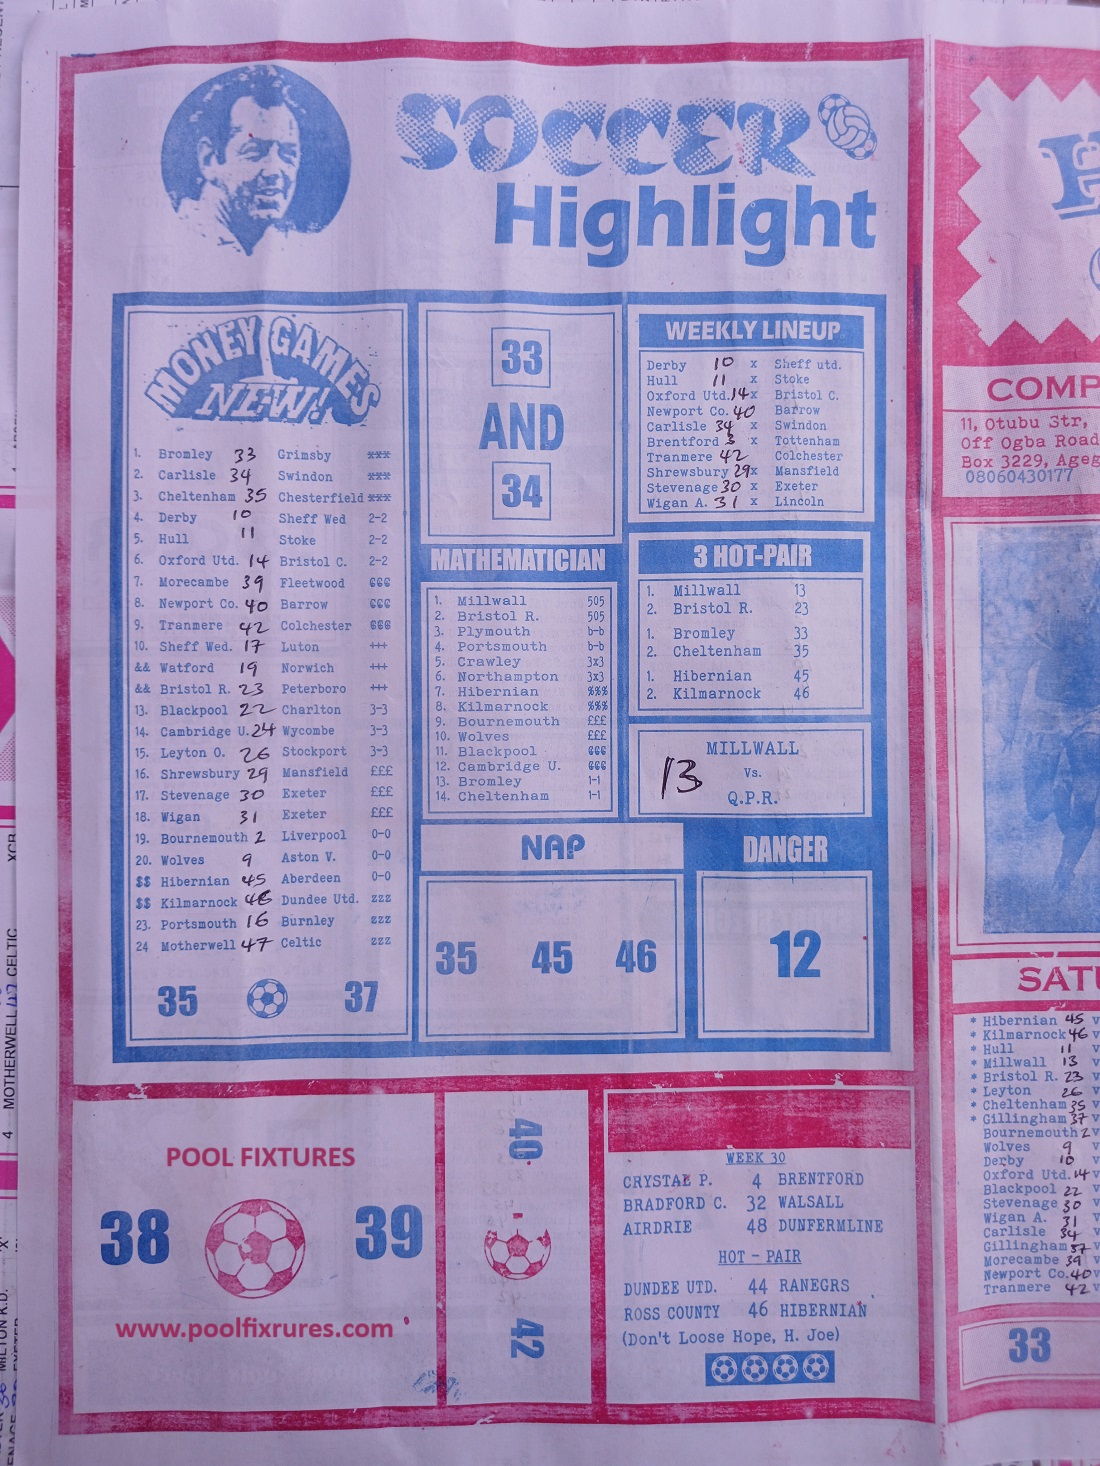 SOCCER
Highlight
MONEY GAMES
NEW!
1. Bromley 33 Grimsby ***
2. Carlisle 34 Swindon ***
3. Cheltenham 35 Chesterfield ***
4. Derby 10 Sheff Wed 2-2
5. Hull 11 Stoke 2-2
6. Oxford Utd. 14 Bristol C. 2-2
7. Morecambe 39 Fleetwood GGG
8. Newport Co. 40 Barrow GGG
9. Tranmere 42 Colchester GGG
10. Sheff Wed. 17 Luton +++
&& Watford 19 Norwich +++
&& Bristol R. 23 Peterboro +++
13. Blackpool 22 Charlton 3-3
14. Cambridge U. 24 Wycombe 3-3
15. Leyton O. 26 Stockport 3-3
16. Shrewsbury 29 Mansfield £££
17. Stevenage 30 Exeter £££
18. Wigan 31 Exeter £££
19. Bournemouth 2 Liverpool 0-0
20. Wolves 9 Aston V. 0-0
$$ Hibernian 45 Aberdeen 0-0
$$ Kilmarnock 46 Dundee Utd. zzz
23. Portsmouth 16 Burnley zzz
24 Motherwell 47 Celtic zzz
35 37
33
AND
34
MATHEMATICIAN
1. Millwall 505
2. Bristol R. 505
3. Plymouth b-b
4. Portsmouth b-b
5. Crawley 3x3
6. Northampton 3x3
7. Hibernian %%%
8. Kilmarnock %%%
9. Bournemouth £££
10. Wolves £££
11. Blackpool GGG
12. Cambridge U. GGG
13. Bromley 1-1
14. Cheltenham 1-1
WEEKLY LINEUP
Derby 10 x Sheff utd.
Hull 11 x Stoke
Oxford Utd. 14 x Bristol C.
Newport Co. 40 Barrow
Carlisle 34 x Swindon
Brentford 3 x Tottenham
Tranmere 42 Colchester
Shrewsbury 29 x Mansfield
Stevenage 30 x Exeter
Wigan A. 31 x Lincoln
3 HOT-PAIR
1. Millwall 13
2. Bristol R. 23
1. Bromley 33
2. Cheltenham 35
1. Hibernian 45
2. Kilmarnock 46
MILLWALL
13 Vs.
Q.P.R.
NAP
35 45 46
DANGER
12
POOL FIXTURES
38 39
www.poolfixrures.com
40
42
WEEK 30
CRYSTAL P. 4 BRENTFORD
BRADFORD C. 32 WALSALL
AIRDRIE 48 DUNFERMLINE
HOT - PAIR
DUNDEE UTD. 44 RANEGRS
ROSS COUNTY 46 HIBERNIAN
(Don't Loose Hope, H. Joe)
COMP
11, Otubu Str,
Off Ogba Road
Box 3229, Ageg
08060430177
SATU
* Hibernian 45 v
* Kilmarnock 46 v
* Hull 11 v
* Millwall 13 v
* Bristol R. 23 v
* Leyton 26 v
* Cheltenham 35 v
* Gillingham 37 v
Bournemouth 2 v
Wolves 9 v
Derby 10 v
Oxford Utd. 14 v
Blackpool 22 v
Stevenage 30 v
Wigan A. 31 v
Carlisle 34 v
Gillingham 37 v
Morecambe 39 v
Newport Co. 40 v
Tranmere 42 v
33
4 MOTHERWELL 47 CELTIC